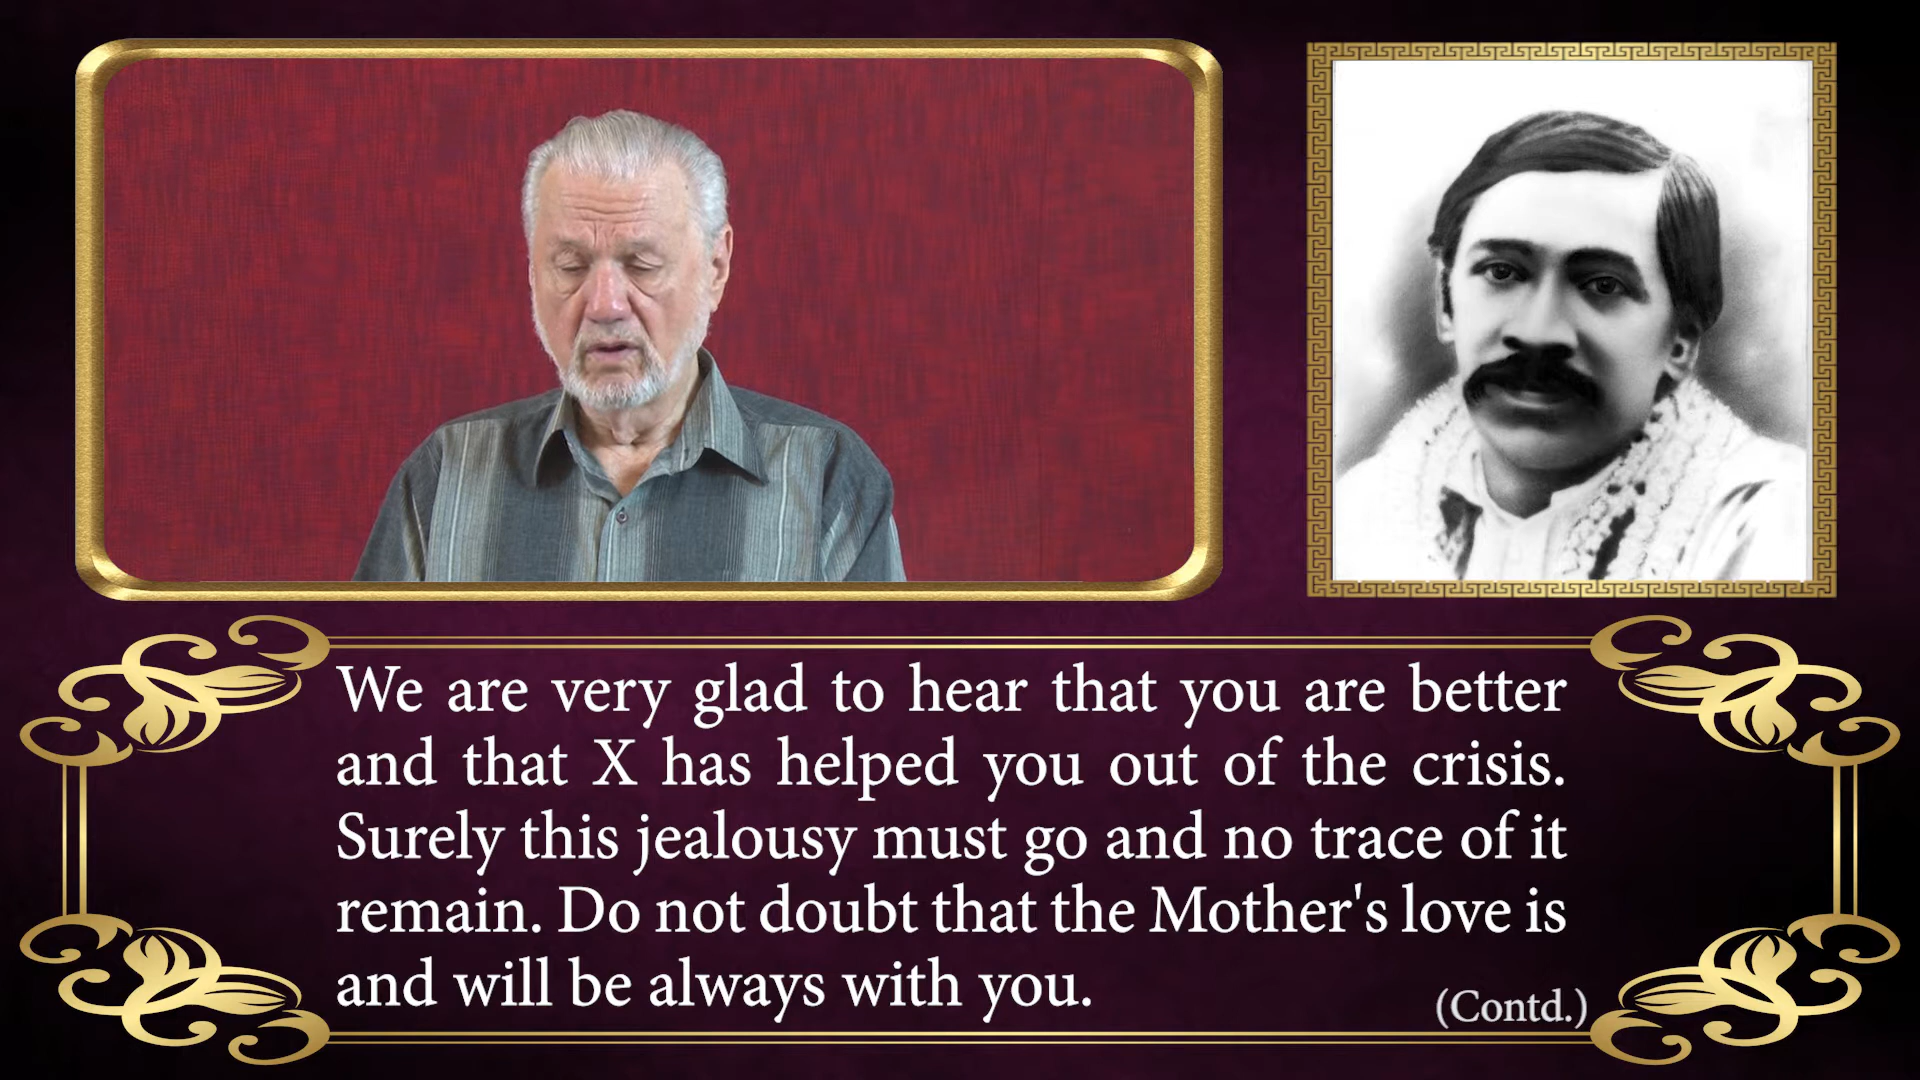 We are very glad to hear that you are better
and that X has helped you out of the crisis.
Surely this jealousy must go and no trace of it
remain. Do not doubt that the Mother's love is
and will be always with you.
(Contd.)